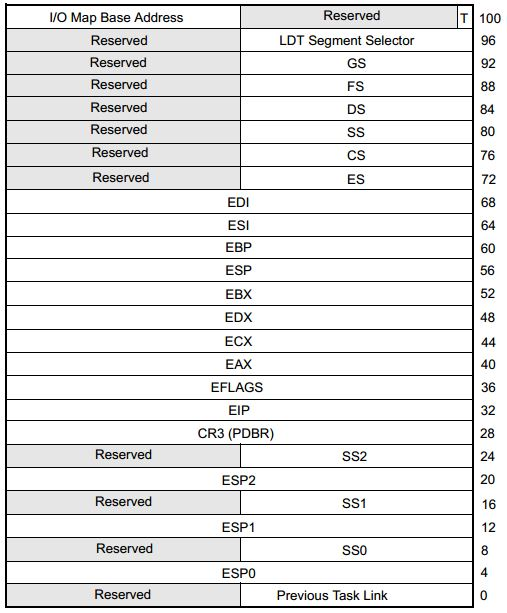 I/O Map Base Address Reserved T 100
Reserved LDT Segment Selector 96
Reserved GS 92
Reserved FS 88
Reserved DS 84
Reserved SS 80
Reserved CS 76
Reserved ES 72
EDI 68
ESI 64
EBP 60
ESP 56
EBX 52
EDX 48
ECX 44
EAX 40
EFLAGS 36
EIP 32
CR3 (PDBR) 28
Reserved SS2 24
ESP2 20
Reserved SS1 16
ESP1 12
Reserved SS0 8
ESP0 4
Reserved Previous Task Link 0